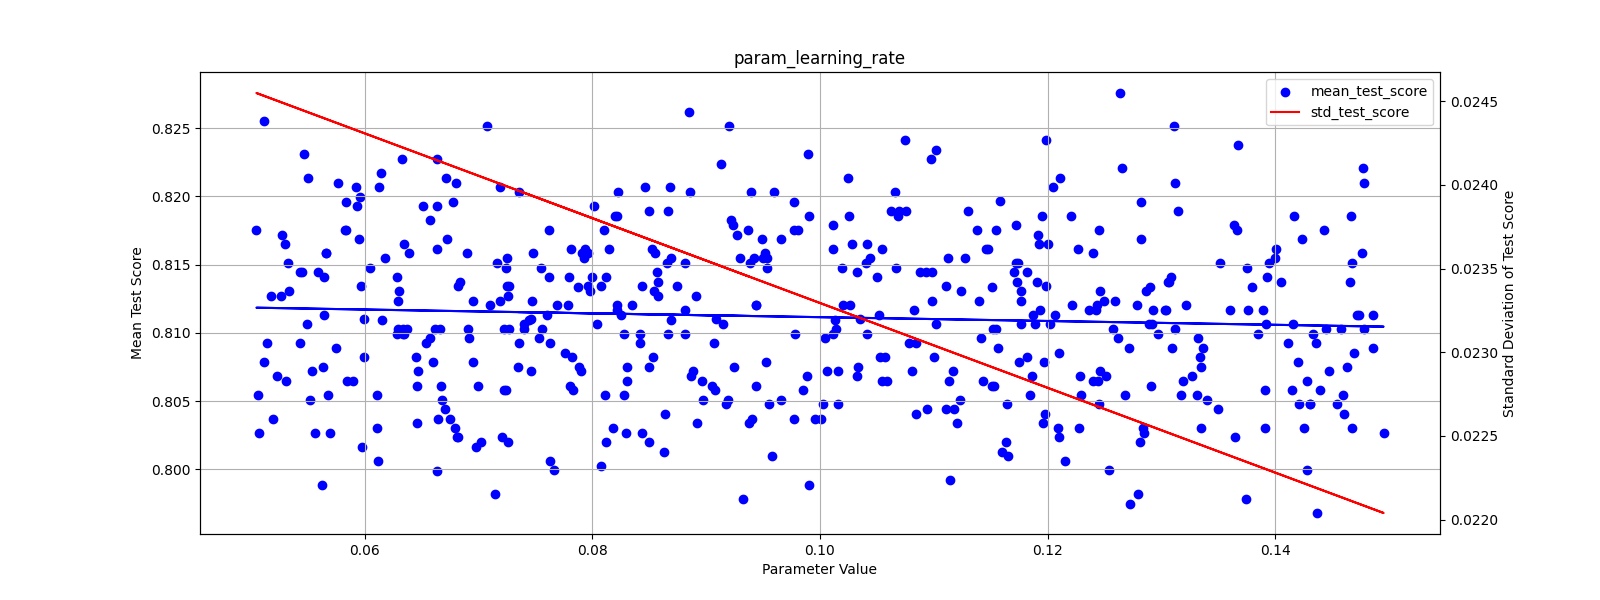 param_learning_rate
mean_test_score
std_test_score
Mean Test Score
0.825
0.820
0.815
0.810
0.805
0.800
0.0245
0.0240
0.0235
0.0230
0.0225
0.0220
Standard Deviation of Test Score
0.06 0.08 0.10 0.12 0.14
Parameter Value